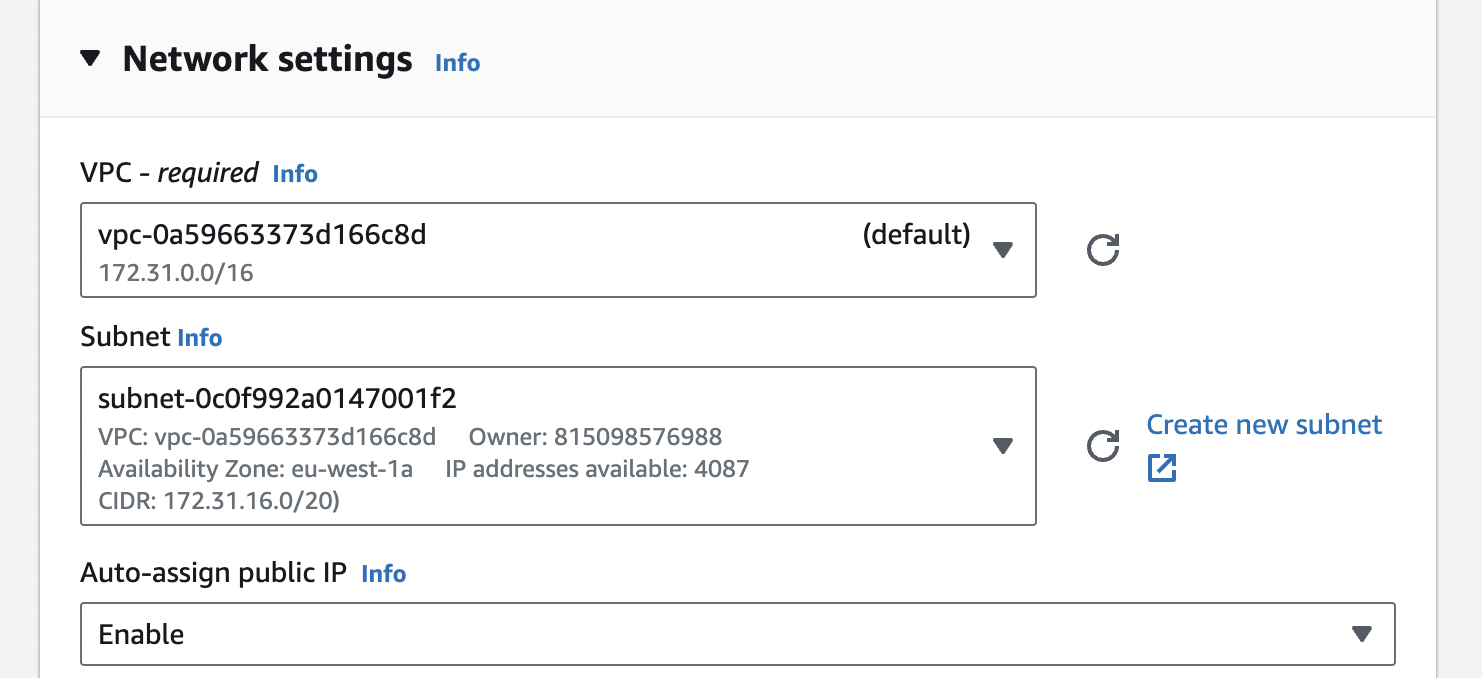 Network settings Info
VPC - required Info
vpc-0a59663373d166c8d (default)
172.31.0.0/16
Subnet Info
subnet-0c0f992a0147001f2
VPC: vpc-0a59663373d166c8d Owner: 815098576988
Availability Zone: eu-west-1a IP addresses available: 4087
CIDR: 172.31.16.0/20)
Create new subnet
Auto-assign public IP Info
Enable